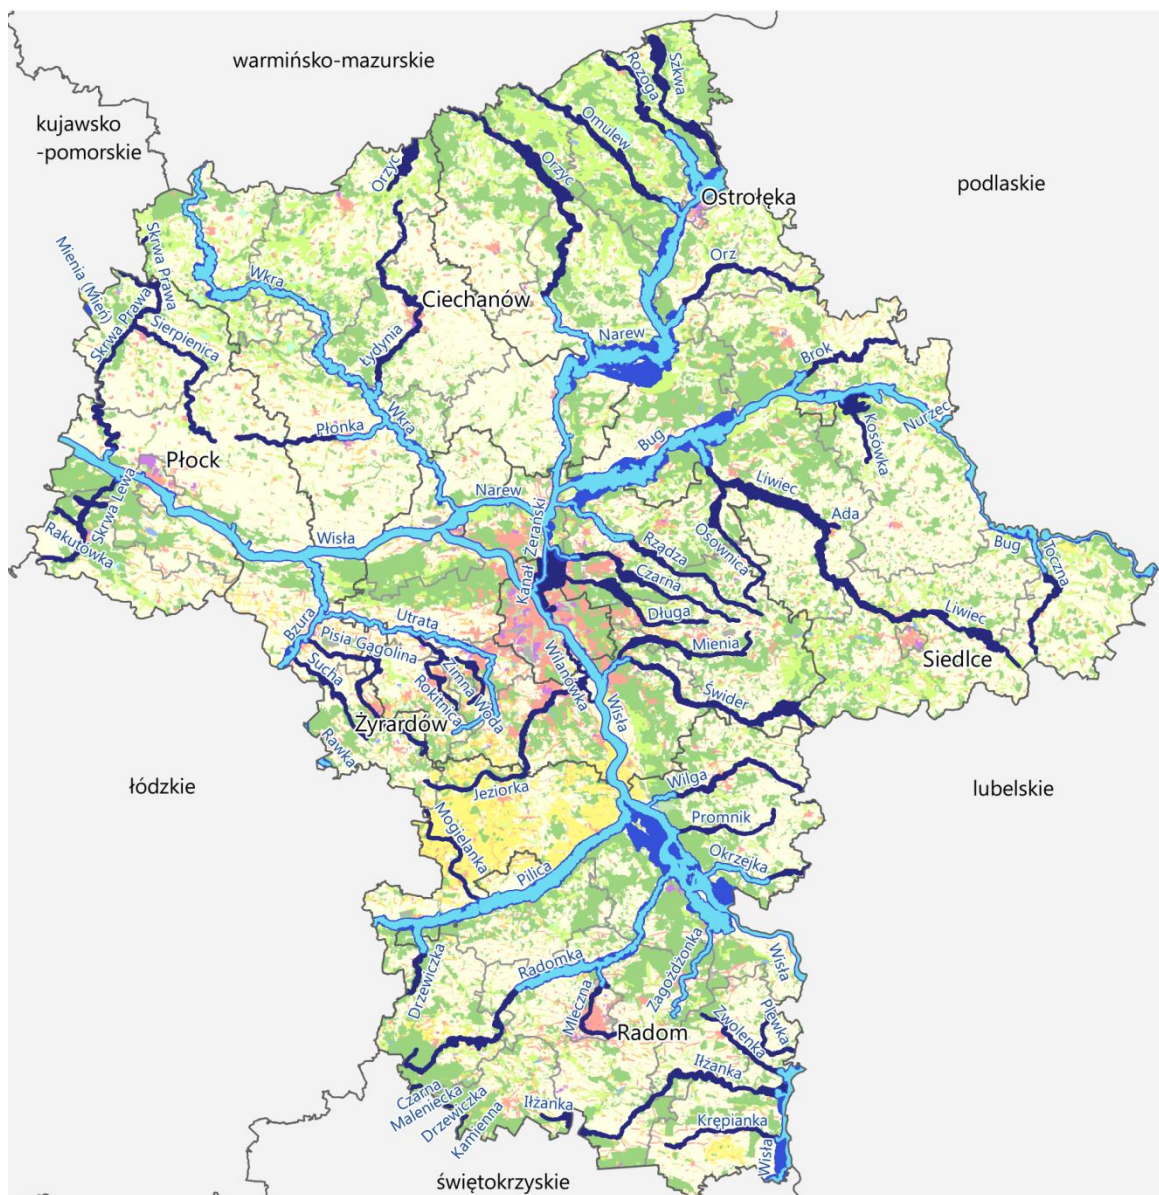 warmińsko-mazurskie
kujawsko
-pomorskie
podlaskie
Szkwa
Rozoga
Omulew
Orzyc
Orzyc
Ostrołęka
Skrwa Prawa
Mienia (Mień)
Wkra
Orz
Skrwa Prawa
Ciechanów
Sierpienica
Narew
Łydynia
Brok
Wkra
Nurzec
Kosówka
Płonka
Bug
Płock
Skrwa Lewa
Liwiec
Narew
Ada
Rakutówka
Wisła
Kanał Żerański
Osownica
Rządza
Bug
Toczna
Czarna
Długa
Liwiec
Bzura
Utrata
Mienia
Siedlce
Pisia Gągolina
Wilanówka
Sucha
Zimna
Woda
Rokitnica
Świder
Wisła
Żyrardów
Rawka
łódzkie
Jeziorka
Wilga
lubelskie
Promnik
Mogielanka
Okrzejka
Pilica
Drzewiczka
Radomka
Zagożdżonka
Wisła
Mleczna
Radom
Plewka
Zwolenka
Iłżanka
Czarna
Maleniecka
Drzewiczka
Kamienna
Iłżanka
Krępianka
Wisła
świętokrzyskie